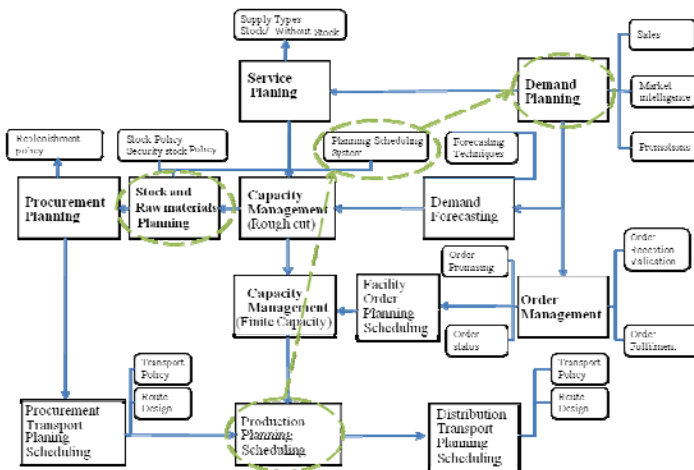 Supply Types
Stock/ Without Stock
Service
Planing
Demand
Planning
Sales
Market
intelligence
Promotions
Replenishment
policy
Stock Policy
Security stock Policy
Planning Scheduling
System
Forecasting
Techniques
Procurement
Planning
Stock and
Raw materials
Planning
Capacity
Management
(Rough cut)
Demand
Forecasting
Order
Promising
Order
Reception
Validation
Capacity
Management
(Finite Capacity)
Facility
Order
Planning
Scheduling
Order
Management
Order
status
Order
Fulfilment
Transport
Policy
Route
Design
Transport
Policy
Route
Design
Procurement
Transport
Planing
Scheduling
Production
Planning
Scheduling
Distribution
Transport
Planning
Scheduling